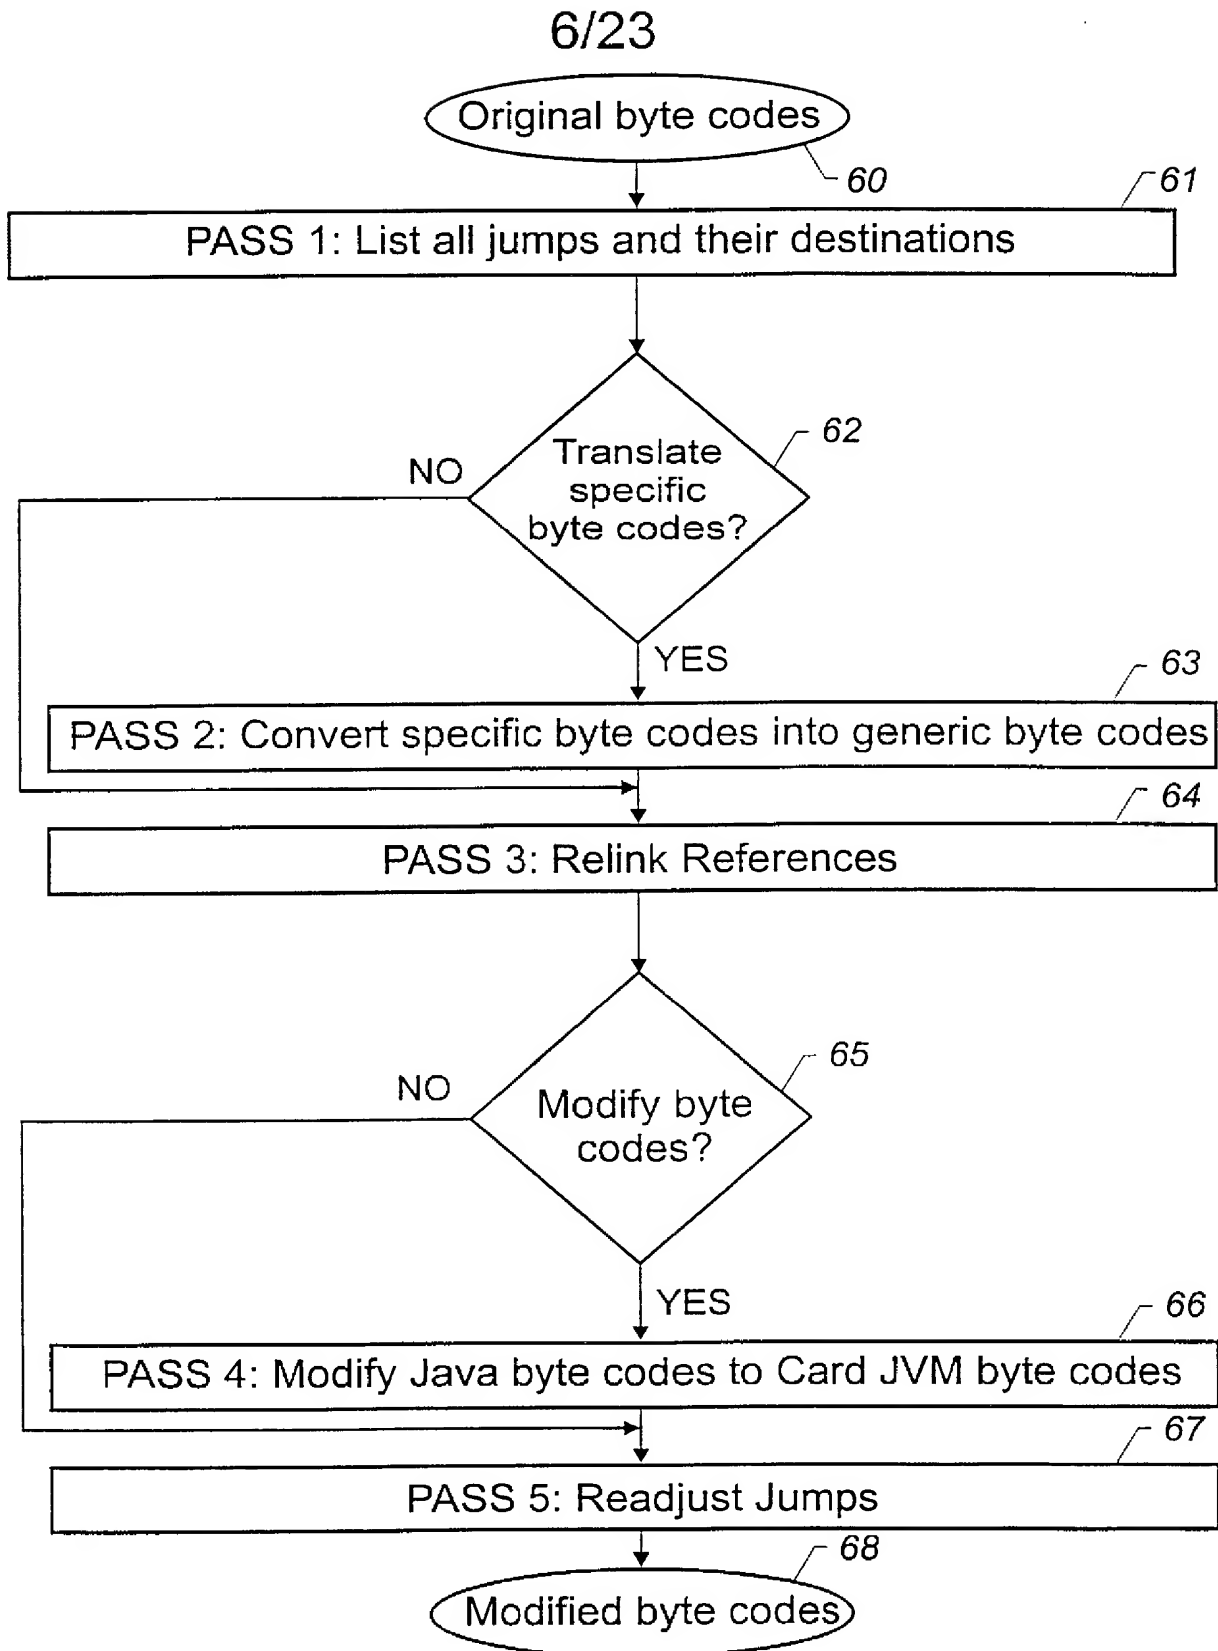 6/23
Original byte codes
60
61
PASS 1: List all jumps and their destinations
62
Translate
specific
byte codes?
NO
YES
63
PASS 2: Convert specific byte codes into generic byte codes
64
PASS 3: Relink References
65
NO
Modify byte
codes?
YES
66
PASS 4: Modify Java byte codes to Card JVM byte codes
67
PASS 5: Readjust Jumps
68
Modified byte codes